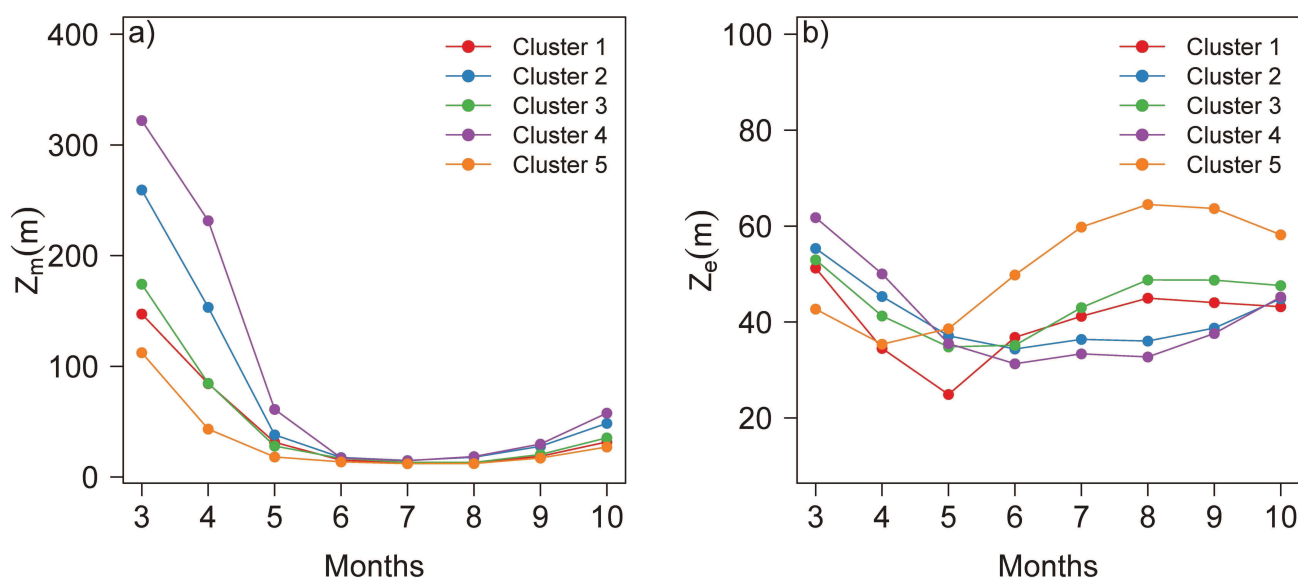 a)
400
300
200
100
0
Zm(m)
Cluster 1
Cluster 2
Cluster 3
Cluster 4
Cluster 5
3 4 5 6 7 8 9 10
Months
b)
100
80
60
40
20
Ze(m)
Cluster 1
Cluster 2
Cluster 3
Cluster 4
Cluster 5
3 4 5 6 7 8 9 10
Months